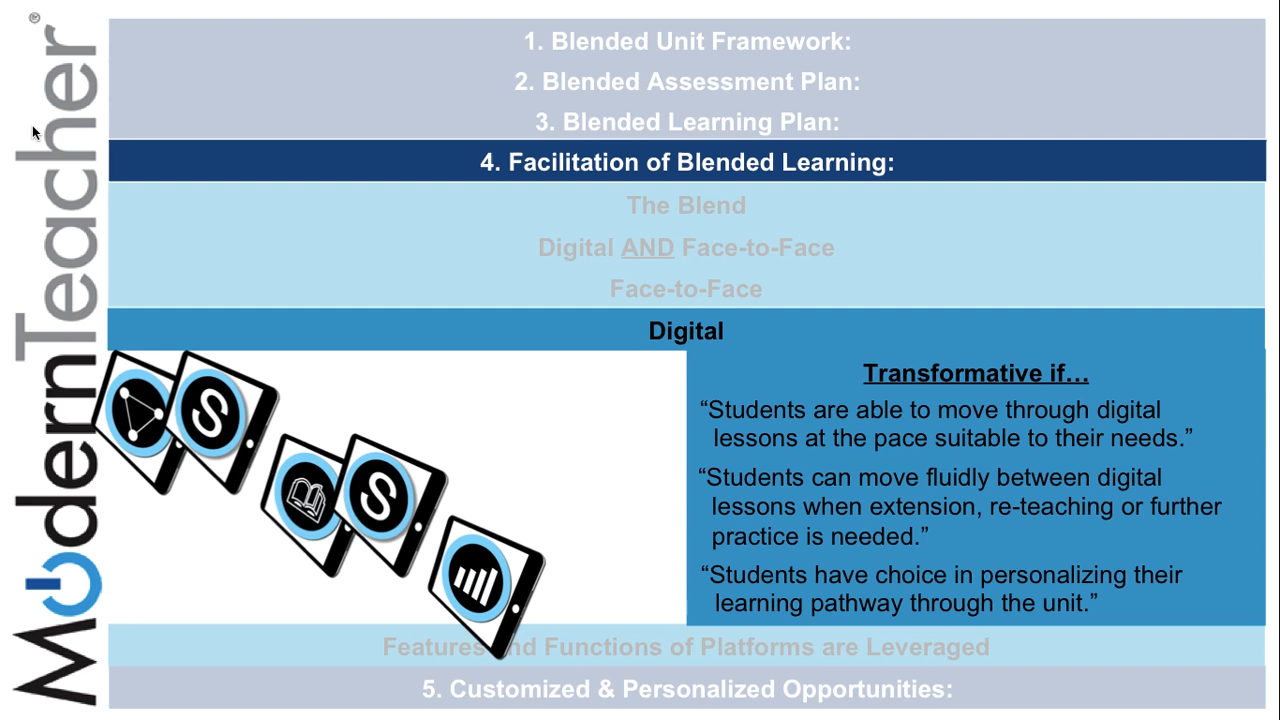 ModernTeacher®
1. Blended Unit Framework:
2. Blended Assessment Plan:
3. Blended Learning Plan:
4. Facilitation of Blended Learning:
The Blend
Digital AND Face-to-Face
Face-to-Face
Digital
S
S
Transformative if…
“Students are able to move through digital
lessons at the pace suitable to their needs.”
“Students can move fluidly between digital
lessons when extension, re-teaching or further
practice is needed.”
“Students have choice in personalizing their
learning pathway through the unit.”
Features and Functions of Platforms are Leveraged
5. Customized & Personalized Opportunities: